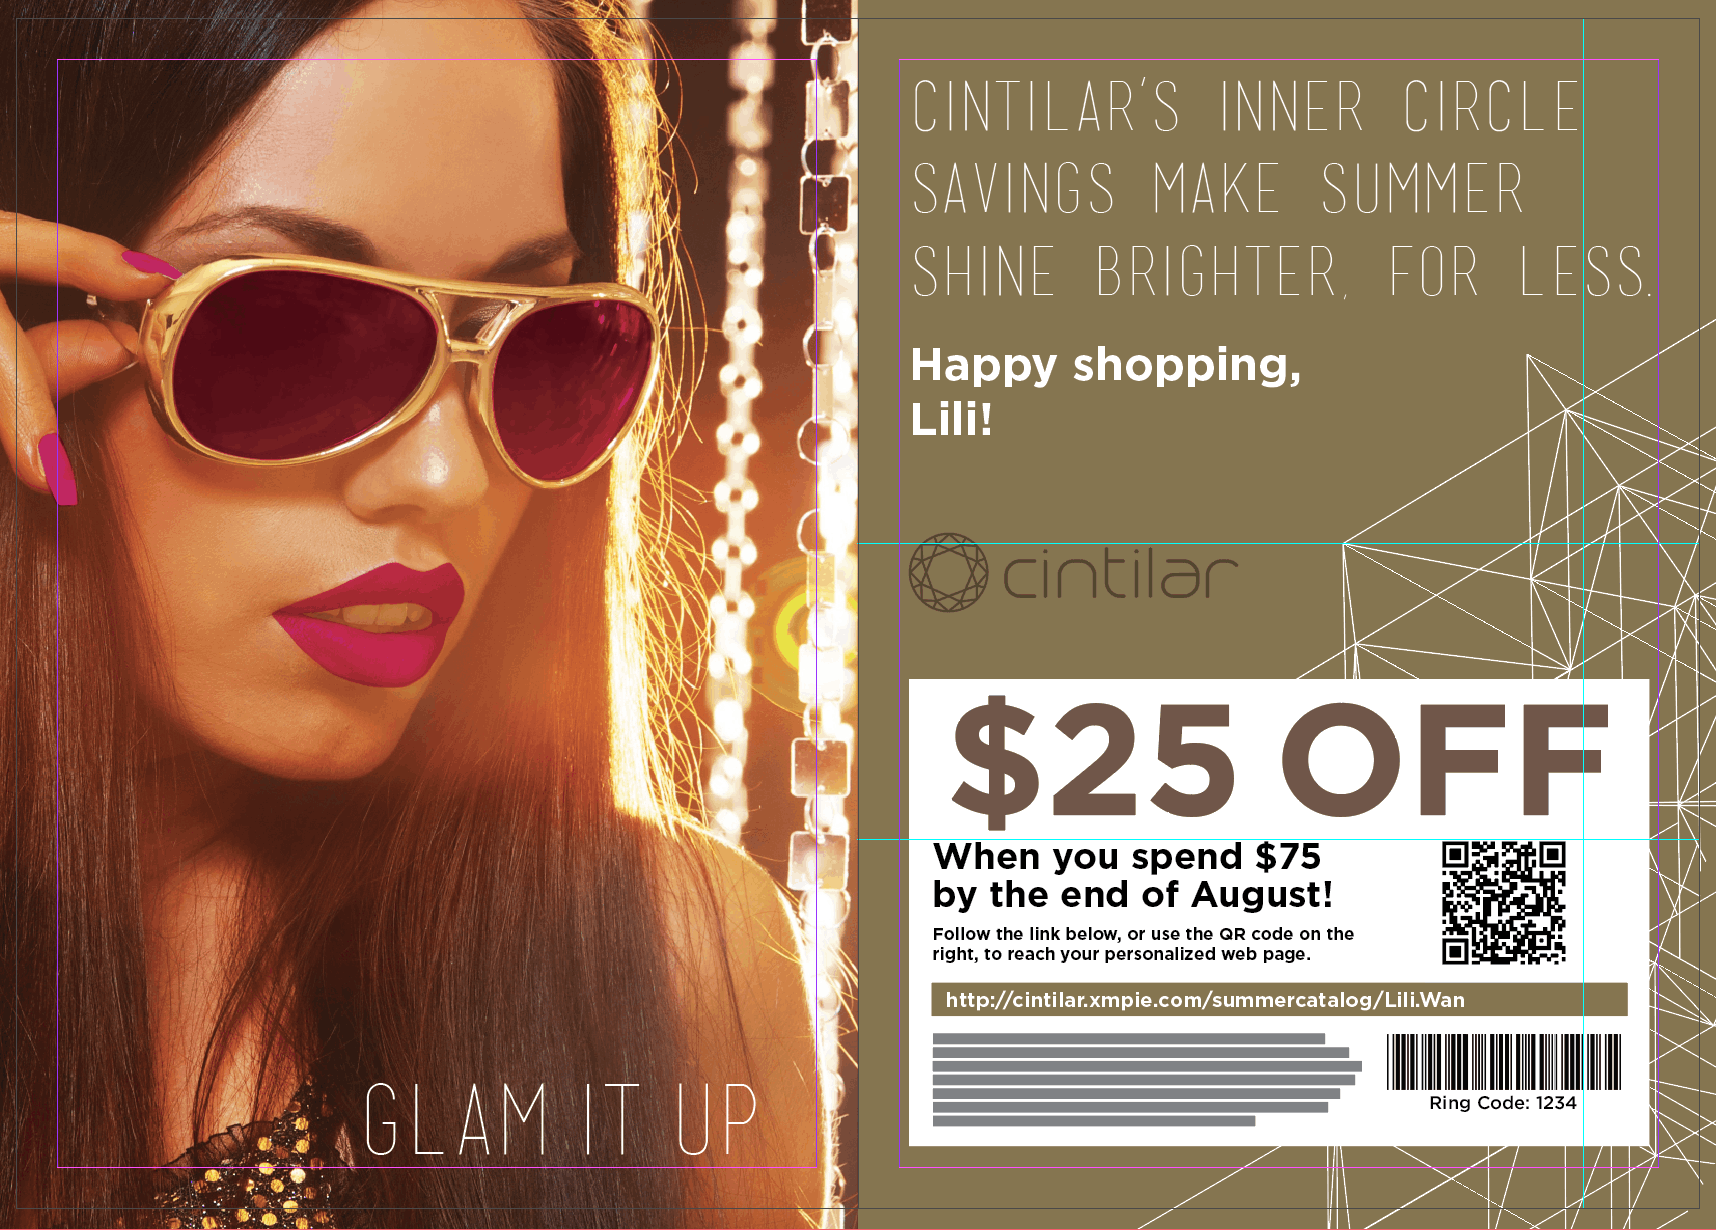 GLAM IT UP
CINTILAR'S INNER CIRCLE
SAVINGS MAKE SUMMER
SHINE BRIGHTER, FOR LESS.
Happy shopping,
Lili!
cintilar
$25 OFF
When you spend $75
by the end of August!
Follow the link below, or use the QR code on the
right, to reach your personalized web page.
http://cintilar.xmpie.com/summercatalog/Lili.Wan
Ring Code: 1234